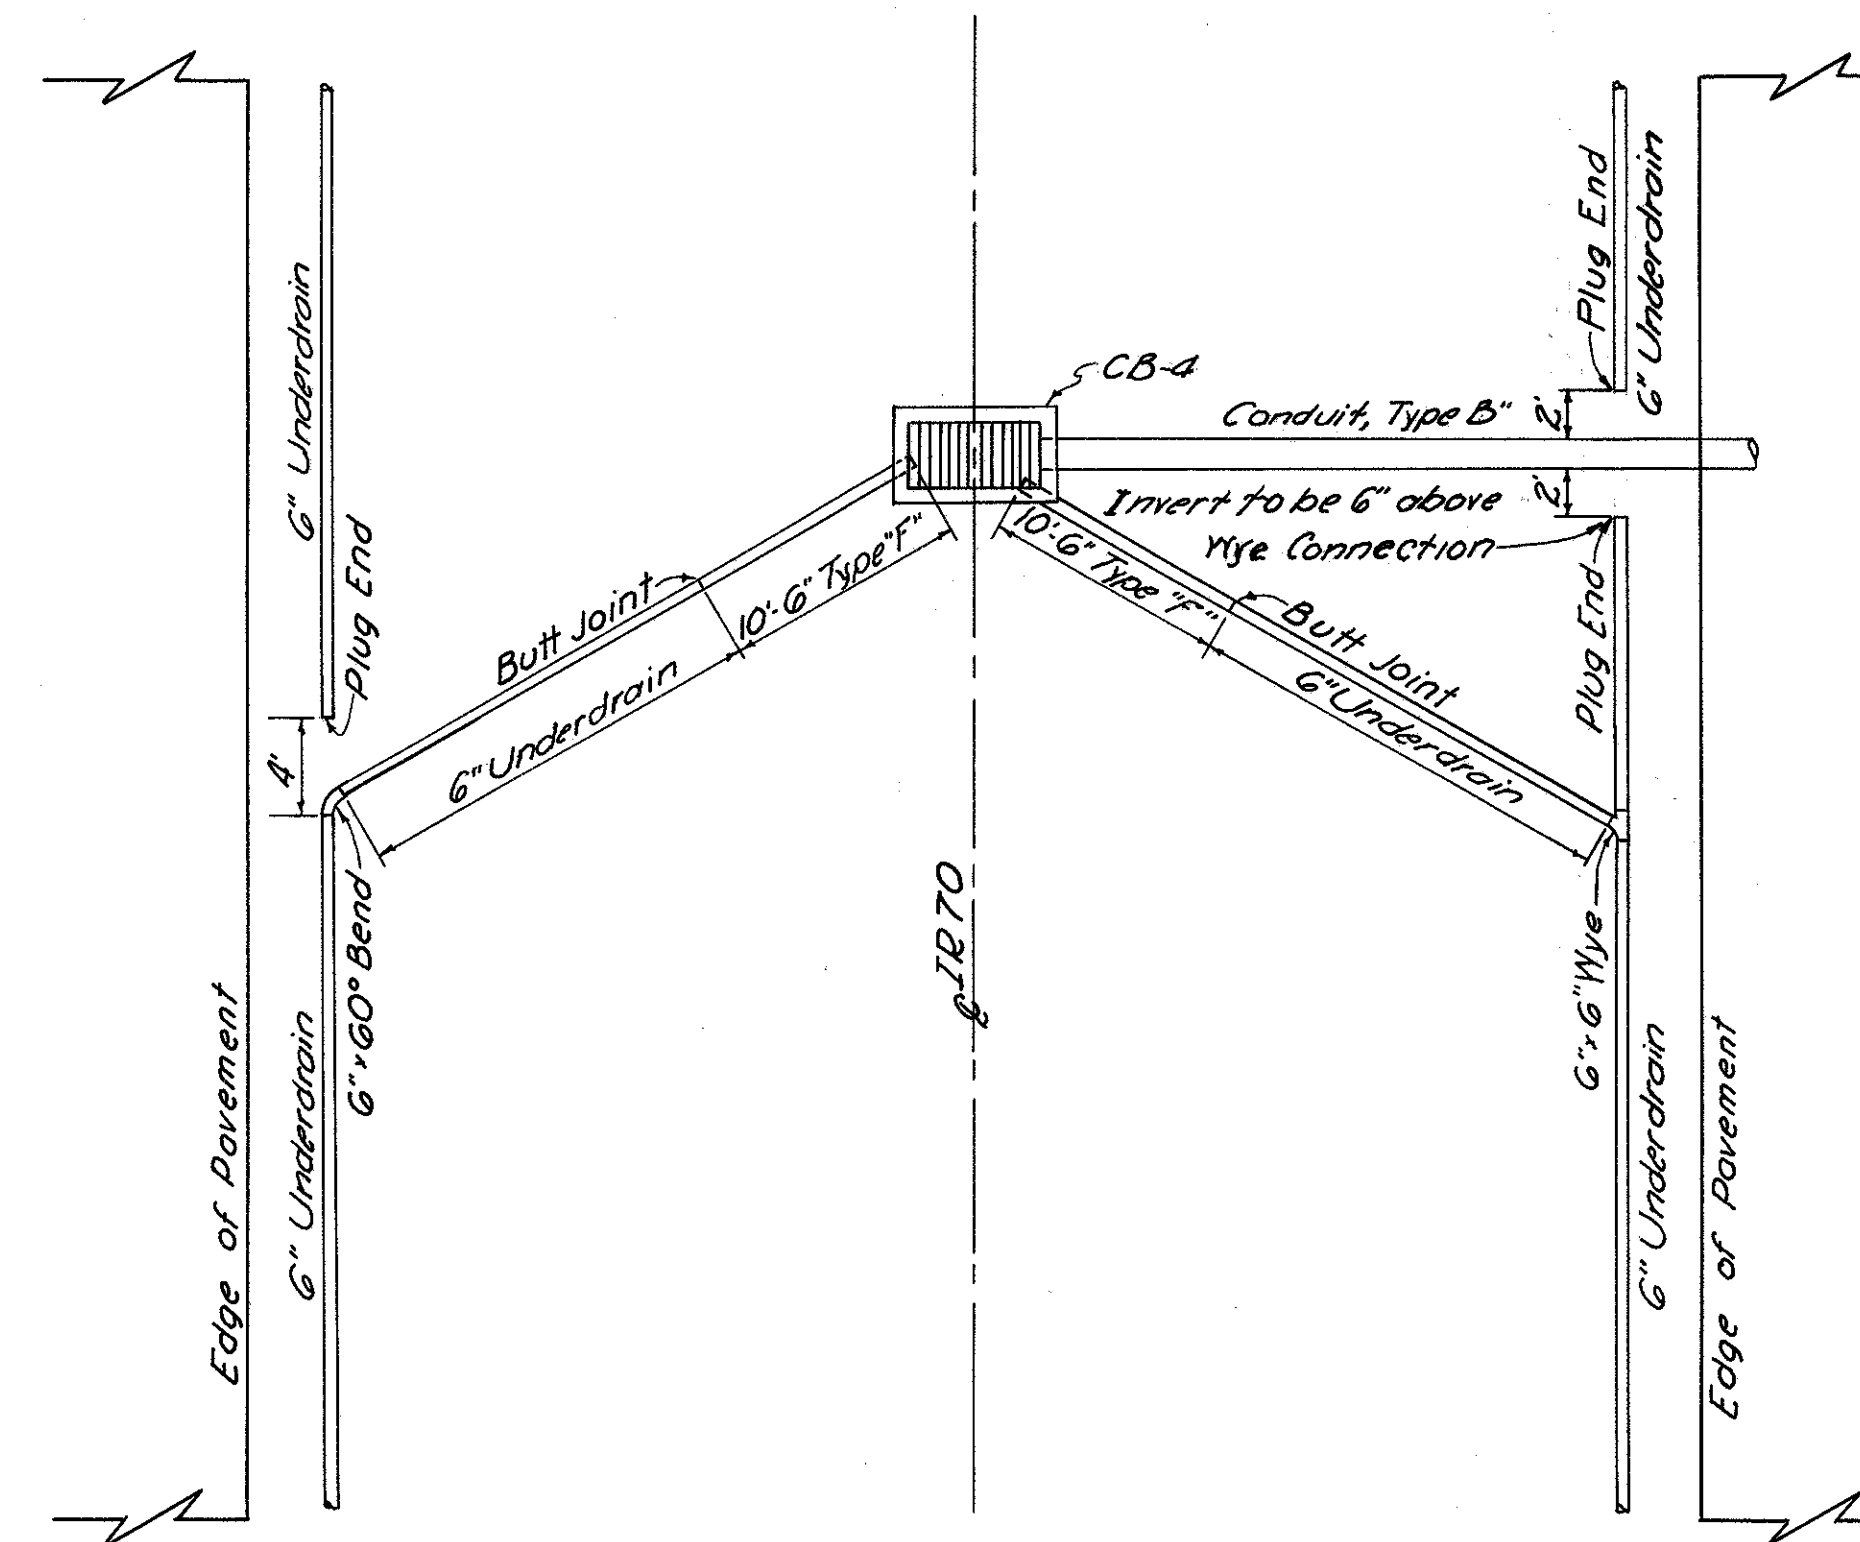 6" Underdrain
Plug End
4'
Butt Joint
6" Underdrain
10'-6" Type "F"
6" x 60° Bend
6" Underdrain
Edge of Pavement
CB-4
℄ IR 70
Conduit, Type B"
Invert to be 6" above
Wye Connection
10'-6" Type "F"
Butt Joint
6" Underdrain
Plug End
6" Underdrain
2'
2'
Plug End
6" x 6" Wye
6" Underdrain
Edge of Pavement